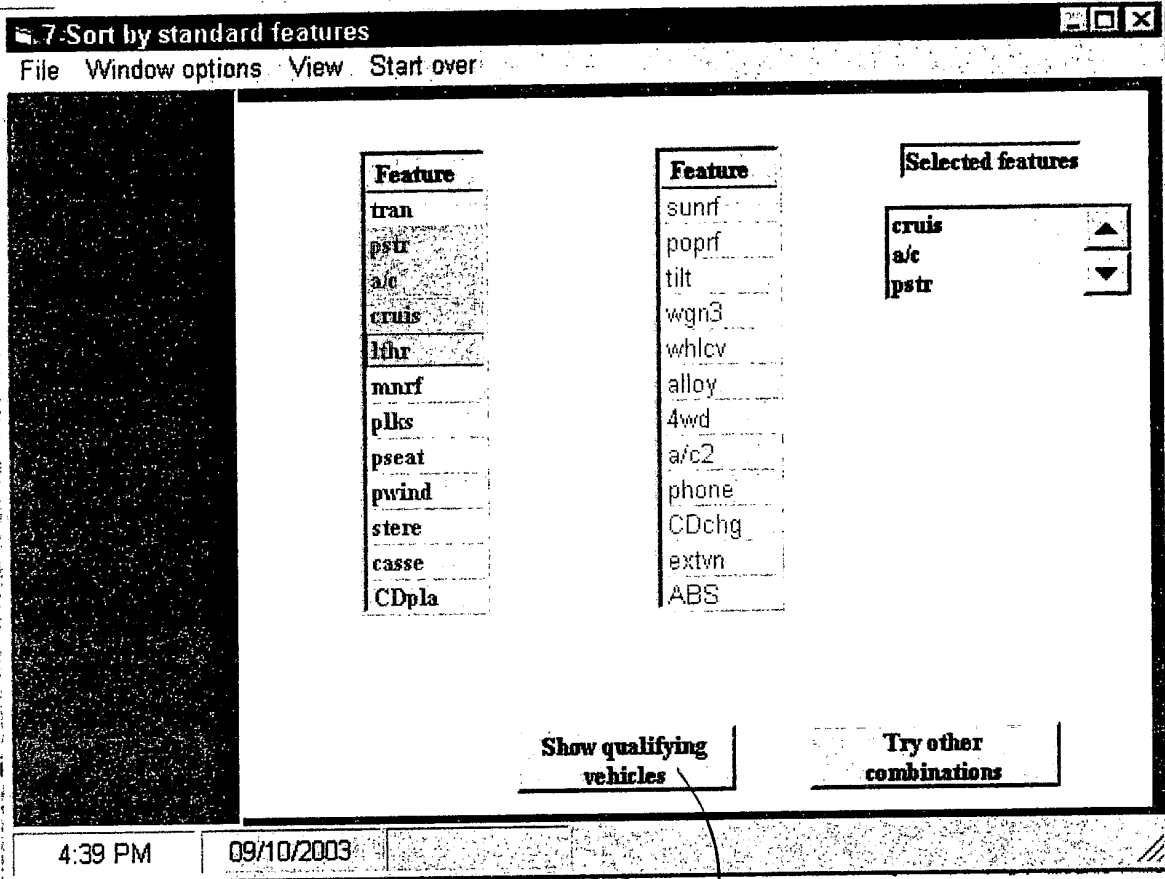 7-Sort by standard features
File Window options View Start over
Feature
tran
pstr
a/c
cruis
lthr
mnrf
plks
pseat
pwind
stere
casse
CDpla
Feature
sunrf
poprf
tilt
wgn3
whlcv
alloy
4wd
a/c2
phone
CDchg
extvn
ABS
Selected features
cruis
a/c
pstr
Show qualifying
vehicles
Try other
combinations
4:39 PM
09/10/2003